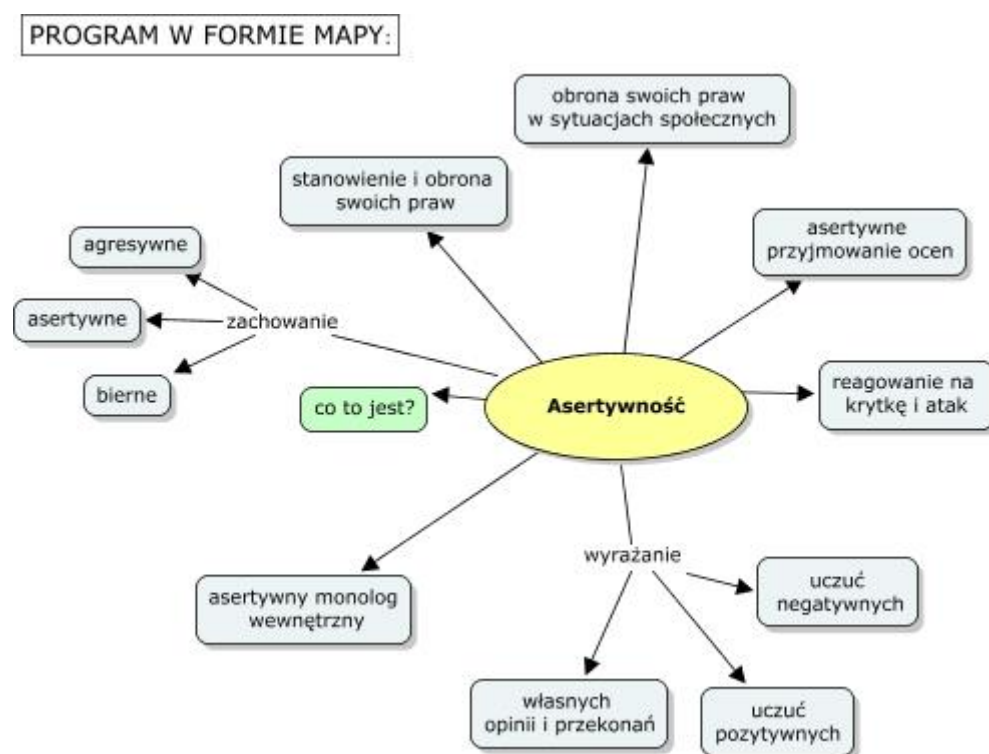 PROGRAM W FORMIE MAPY:
obrona swoich praw
w sytuacjach społecznych
stanowienie i obrona
swoich praw
asertywne
przyjmowanie ocen
agresywne
asertywne
zachowanie
bierne
co to jest?
Asertywność
reagowanie na
krytkę i atak
wyrażanie
asertywny monolog
wewnętrzny
uczuć
negatywnych
własnych
opinii i przekonań
uczuć
pozytywnych